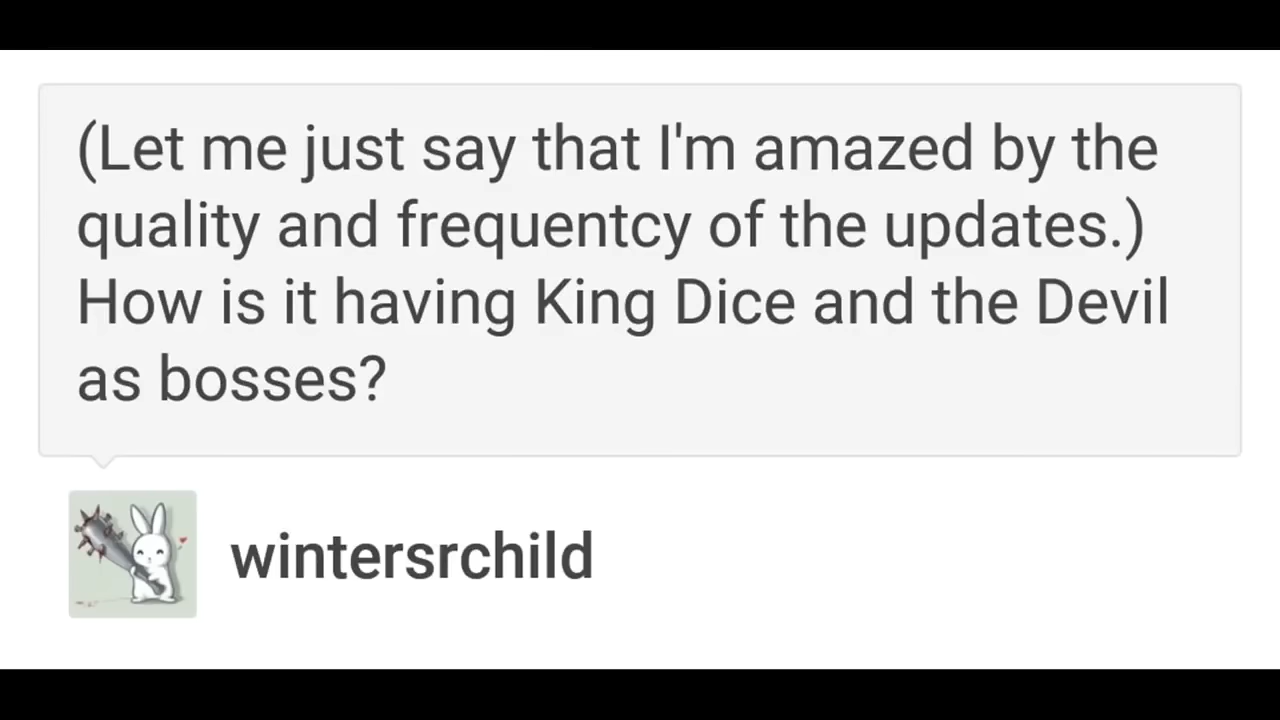 (Let me just say that I'm amazed by the
quality and frequentcy of the updates.)
How is it having King Dice and the Devil
as bosses?
wintersrchild